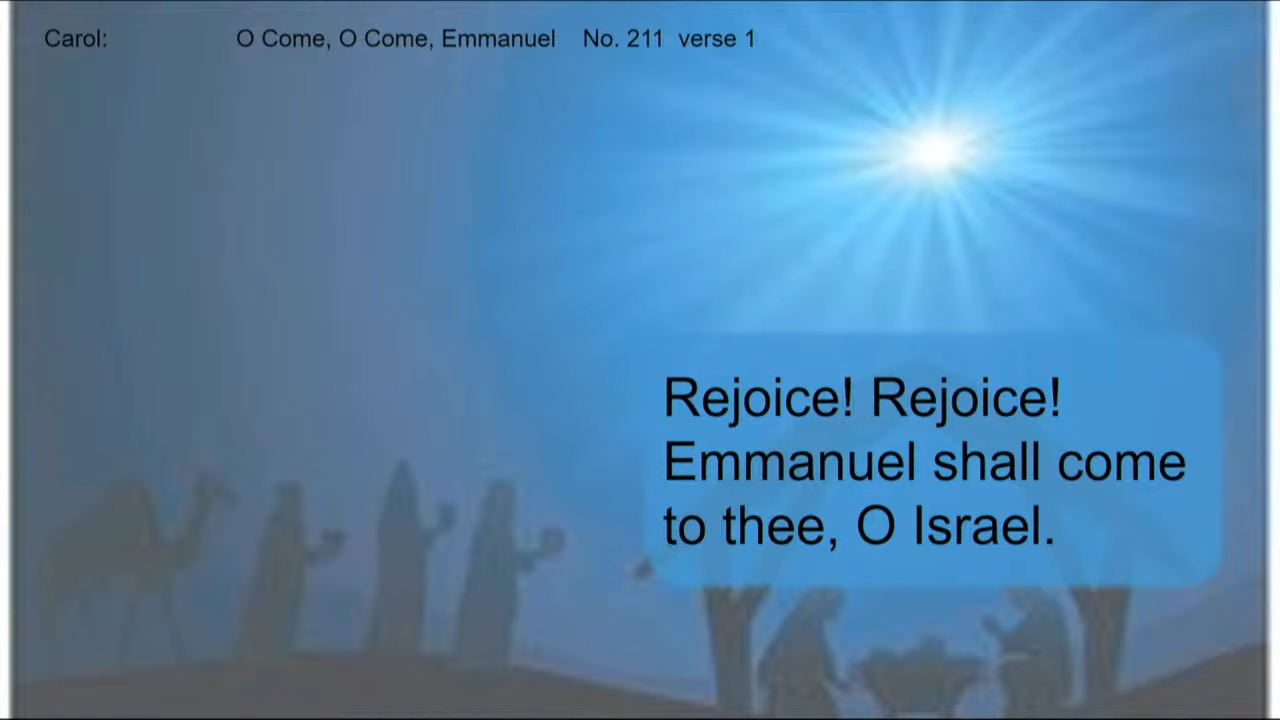 Carol: O Come, O Come, Emmanuel No. 211 verse 1
Rejoice! Rejoice!
Emmanuel shall come
to thee, O Israel.